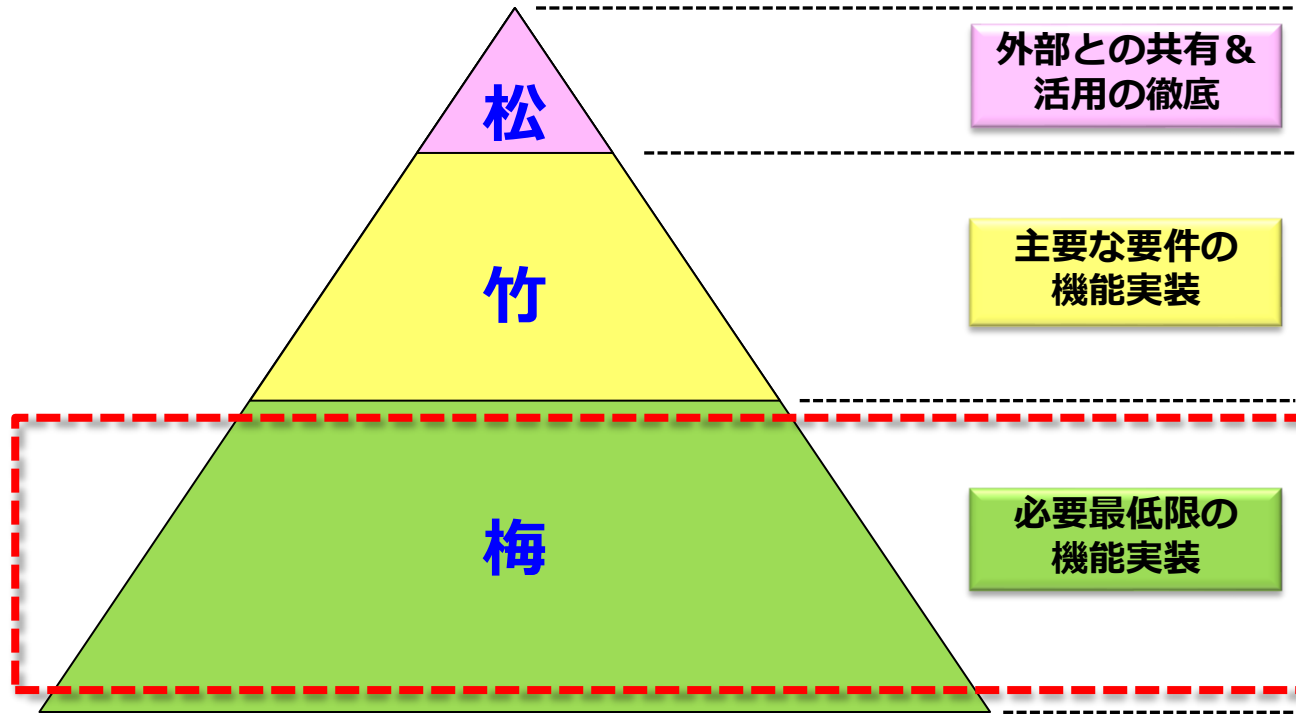 松
外部との共有＆
活用の徹底
竹
主要な要件の
機能実装
梅
必要最低限の
機能実装